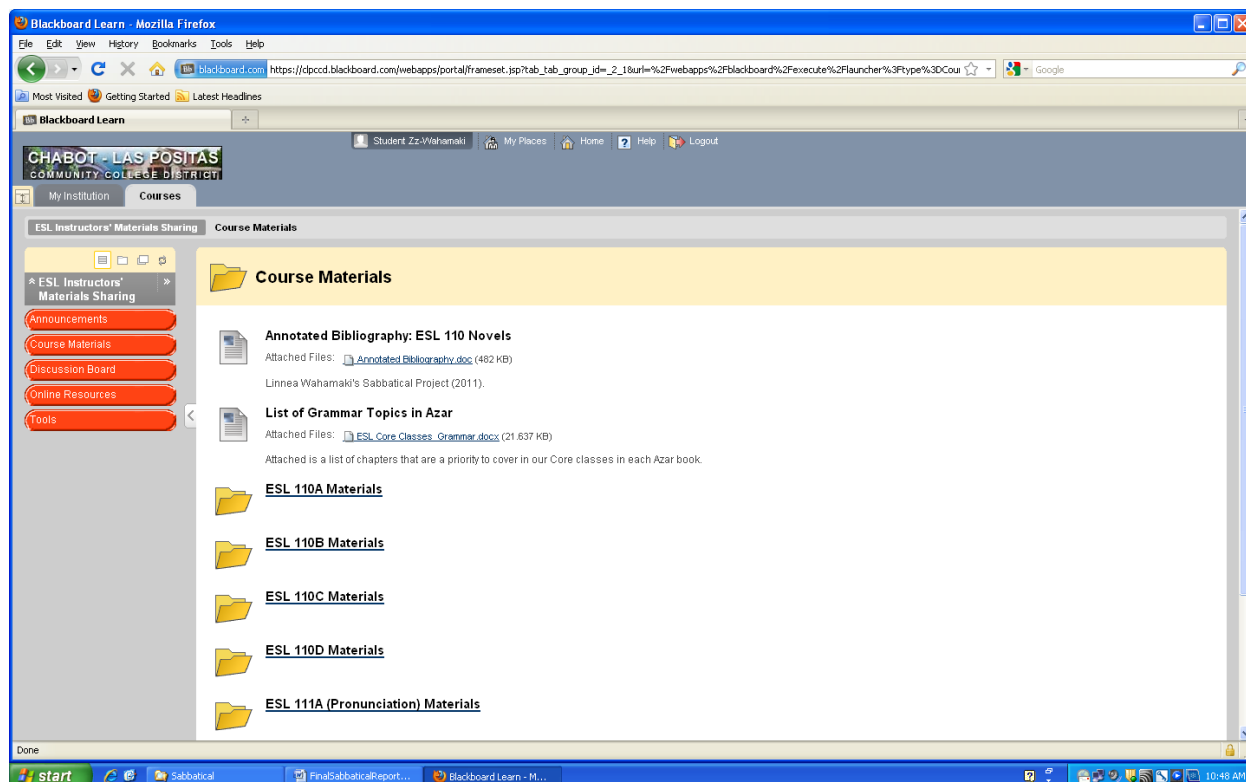 Blackboard Learn - Mozilla Firefox
File Edit View History Bookmarks Tools Help
blackboard.com https://clpccd.blackboard.com/webapps/portal/frameset.jsp?tab_tab_group_id=_2_1&url=%2Fwebapps%2Fblackboard%2Fexecute%2Flauncher%3Ftype%3DCour Google
Most Visited Getting Started Latest Headlines
Blackboard Learn
Student Zz-Wahamaki My Places Home Help Logout
CHABOT - LAS POSITAS
COMMUNITY COLLEGE DISTRICT
My Institution Courses
ESL Instructors' Materials Sharing Course Materials
ESL Instructors'
Materials Sharing
Announcements
Course Materials
Discussion Board
Online Resources
Tools
Course Materials
Annotated Bibliography: ESL 110 Novels
Attached Files: Annotated Bibliography.doc (482 KB)
Linnea Wahamaki's Sabbatical Project (2011).
List of Grammar Topics in Azar
Attached Files: ESL Core Classes_Grammar.docx (21.637 KB)
Attached is a list of chapters that are a priority to cover in our Core classes in each Azar book.
ESL 110A Materials
ESL 110B Materials
ESL 110C Materials
ESL 110D Materials
ESL 111A (Pronunciation) Materials
Done
start Sabbatical FinalSabbaticalReport... Blackboard Learn - M... 10:48 AM